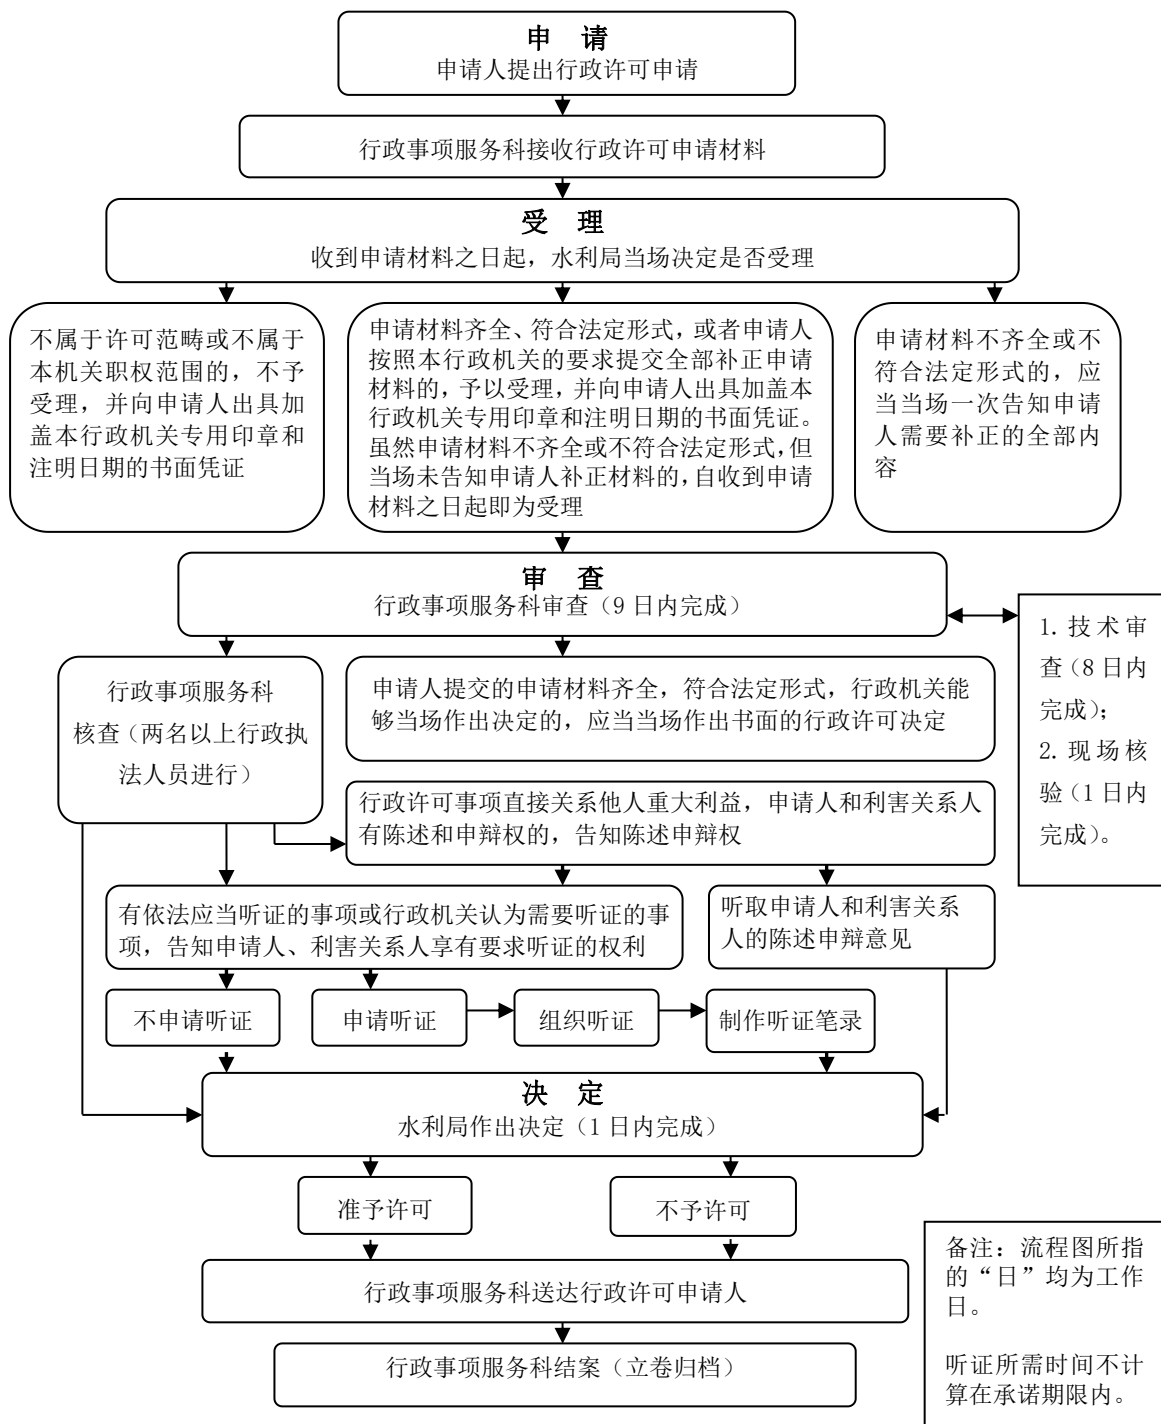 申 请
申请人提出行政许可申请
行政事项服务科接收行政许可申请材料
受 理
收到申请材料之日起，水利局当场决定是否受理
不属于许可范畴或不属于
本机关职权范围的，不予
受理，并向申请人出具加
盖本行政机关专用印章和
注明日期的书面凭证
申请材料齐全、符合法定形式，或者申请人
按照本行政机关的要求提交全部补正申请
材料的，予以受理，并向申请人出具加盖本
行政机关专用印章和注明日期的书面凭证。
虽然申请材料不齐全或不符合法定形式，但
当场未告知申请人补正材料的，自收到申请
材料之日起即为受理
申请材料不齐全或不
符合法定形式的，应
当当场一次告知申请
人需要补正的全部内
容
审 查
行政事项服务科审查（9 日内完成）
1. 技术审
查（8 日内
完成）；
2. 现场核
验（1 日内
完成）。
行政事项服务科
核查（两名以上行政执
法人员进行）
申请人提交的申请材料齐全，符合法定形式，行政机关能
够当场作出决定的，应当当场作出书面的行政许可决定
行政许可事项直接关系他人重大利益，申请人和利害关系人
有陈述和申辩权的，告知陈述申辩权
有依法应当听证的事项或行政机关认为需要听证的事
项，告知申请人、利害关系人享有要求听证的权利
听取申请人和利害关系
人的陈述申辩意见
不申请听证
申请听证
组织听证
制作听证笔录
决 定
水利局作出决定（1 日内完成）
准予许可
不予许可
行政事项服务科送达行政许可申请人
行政事项服务科结案（立卷归档）
备注：流程图所指
的“日”均为工作
日。
听证所需时间不计
算在承诺期限内。